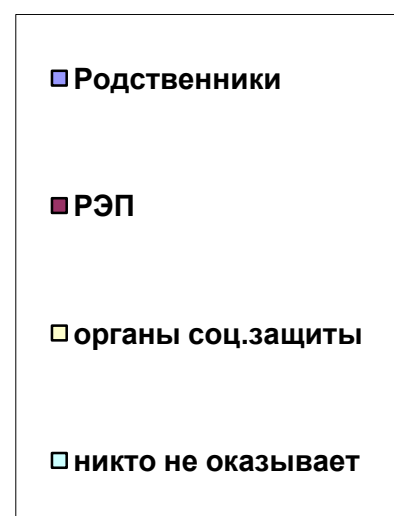 Родственники
РЭП
органы соц.защиты
никто не оказывает